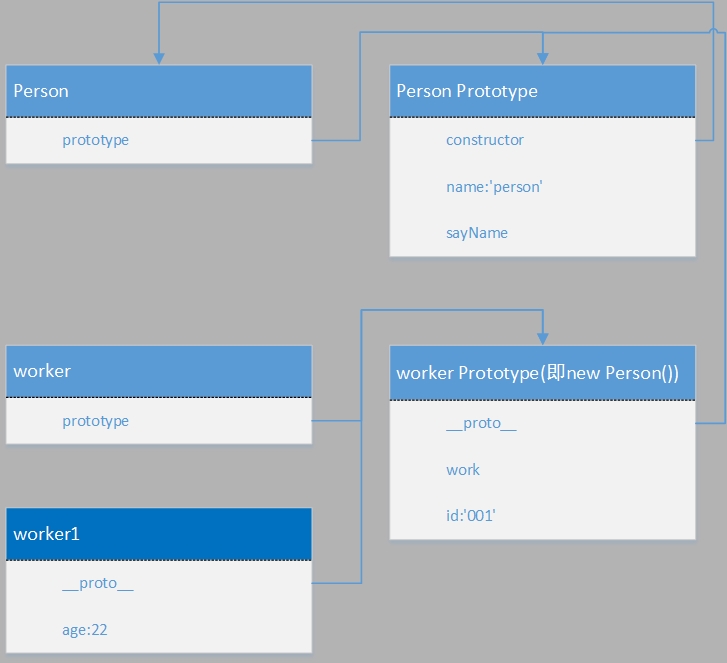 Person
prototype
Person Prototype
constructor
name:'person'
sayName
worker
prototype
worker Prototype(即new Person())
__proto__
work
id:'001'
worker1
__proto__
age:22